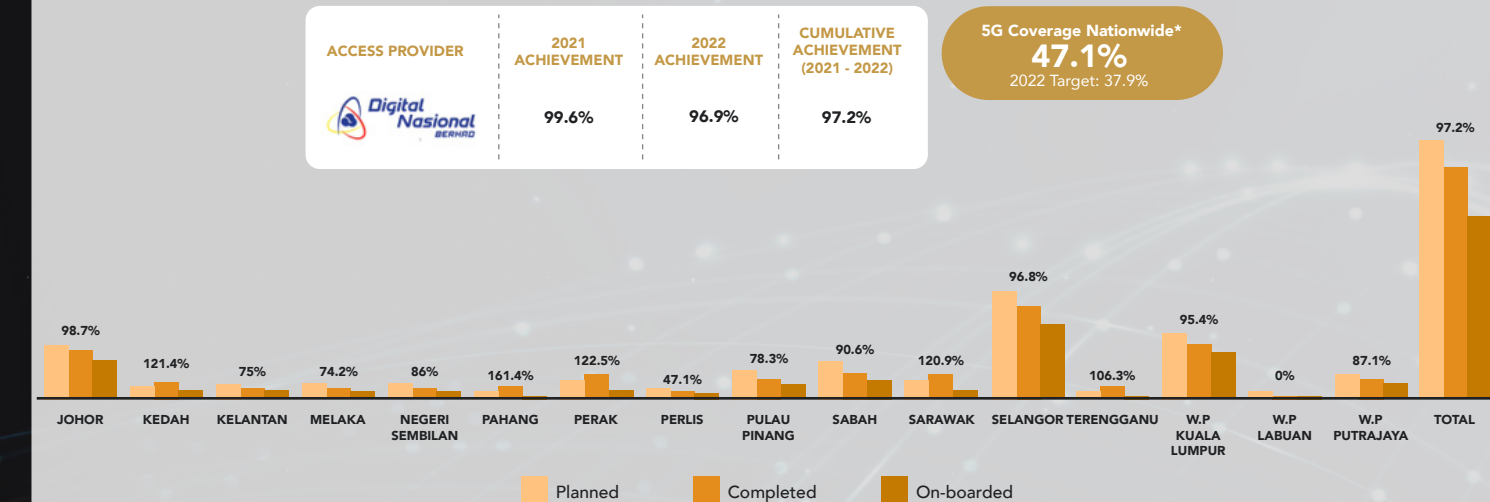 ACCESS PROVIDER
2021
ACHIEVEMENT
2022
ACHIEVEMENT
CUMULATIVE
ACHIEVEMENT
(2021 - 2022)
Digital
Nasional
BERHAD
99.6%
96.9%
97.2%
5G Coverage Nationwide*
47.1%
2022 Target: 37.9%
98.7%
121.4%
75%
74.2%
86%
161.4%
122.5%
47.1%
78.3%
90.6%
120.9%
96.8%
106.3%
95.4%
0%
87.1%
97.2%
JOHOR
KEDAH
KELANTAN
MELAKA
NEGERI
SEMBILAN
PAHANG
PERAK
PERLIS
PULAU
PINANG
SABAH
SARAWAK
SELANGOR
TERENGGANU
W.P
KUALA
LUMPUR
W.P
LABUAN
W.P
PUTRAJAYA
TOTAL
Planned
Completed
On-boarded